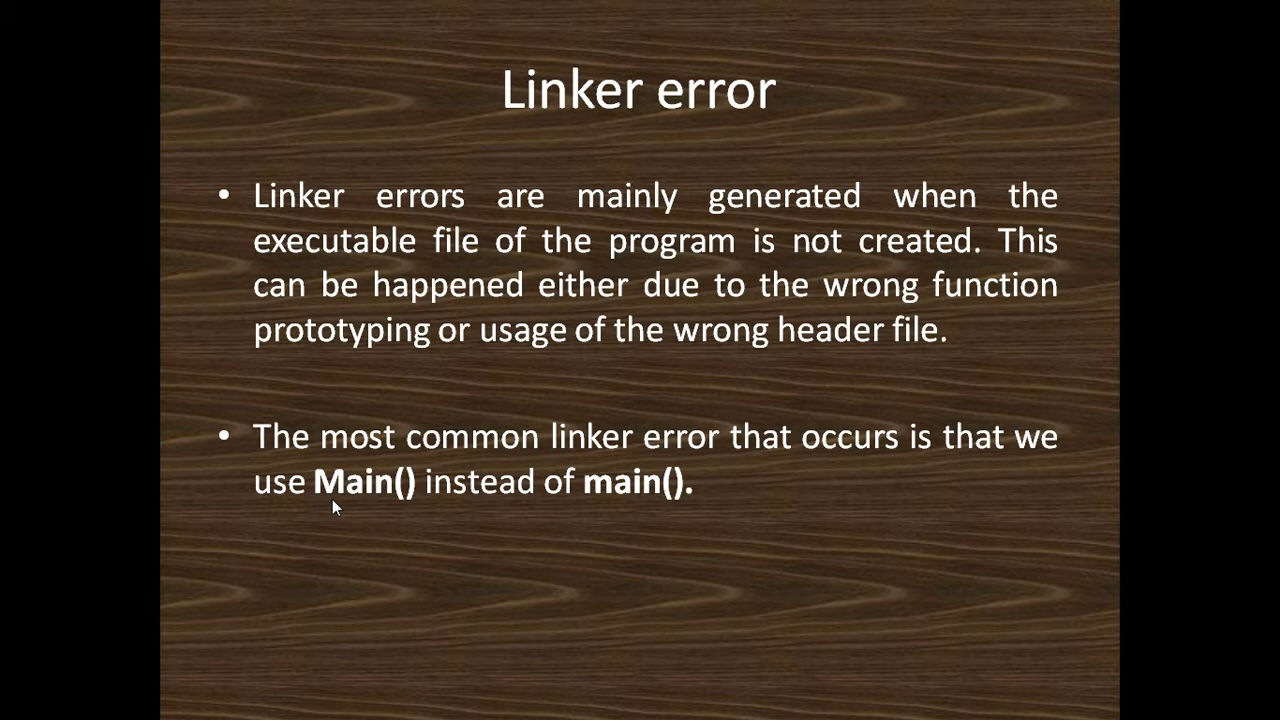 Linker error
• Linker errors are mainly generated when the
executable file of the program is not created. This
can be happened either due to the wrong function
prototyping or usage of the wrong header file.
• The most common linker error that occurs is that we
use Main() instead of main().